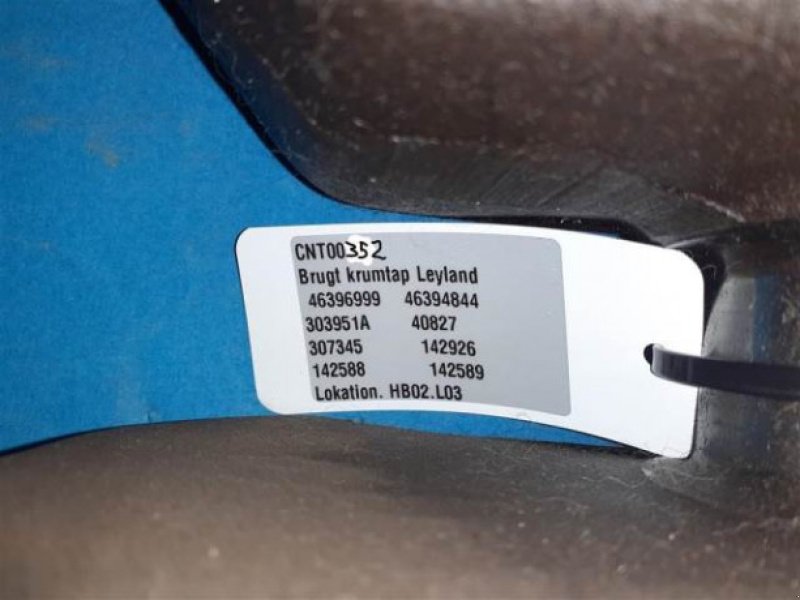 CNT00352
Brugt krumtap Leyland
46396999 46394844
303951A 40827
307345 142926
142588 142589
Lokation. HB02.L03